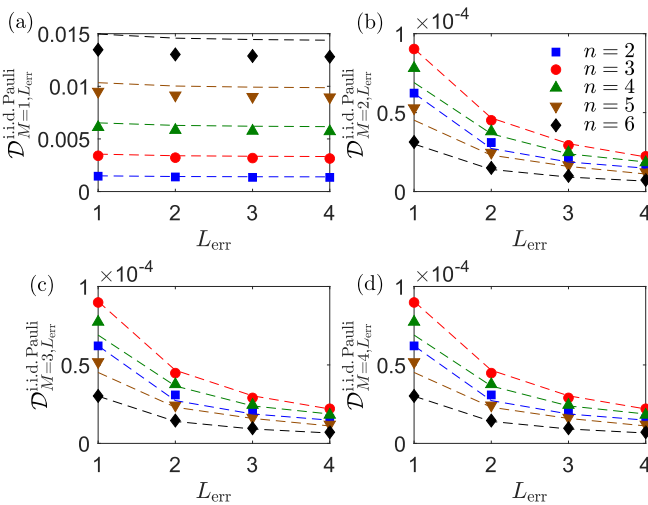 (a)
0.015
0.01
0.005
0
1 2 3 4
L_err
D^{i.i.d. Pauli}_{M=1,L_err}
(b)
×10^-4
1
0.5
0
1 2 3 4
L_err
D^{i.i.d. Pauli}_{M=2,L_err}
n = 2
n = 3
n = 4
n = 5
n = 6
(c)
×10^-4
1
0.5
0
1 2 3 4
L_err
D^{i.i.d. Pauli}_{M=3,L_err}
(d)
×10^-4
1
0.5
0
1 2 3 4
L_err
D^{i.i.d. Pauli}_{M=4,L_err}